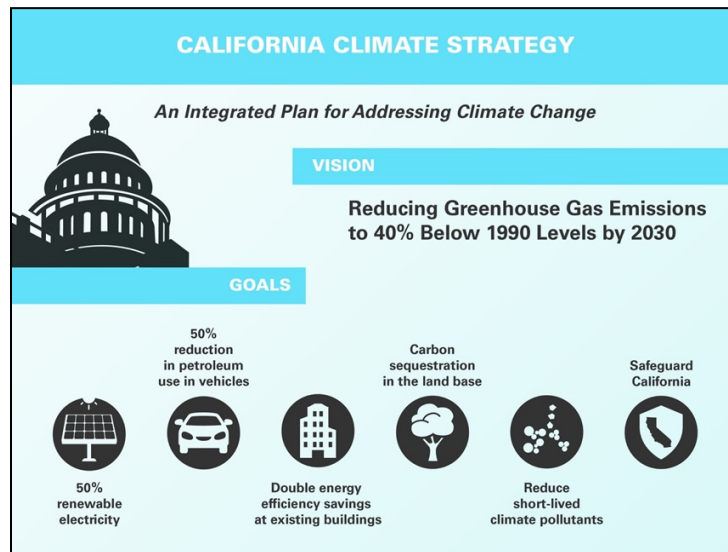 CALIFORNIA CLIMATE STRATEGY
An Integrated Plan for Addressing Climate Change
VISION
Reducing Greenhouse Gas Emissions
to 40% Below 1990 Levels by 2030
GOALS
50%
renewable
electricity
50%
reduction
in petroleum
use in vehicles
Double energy
efficiency savings
at existing buildings
Carbon
sequestration
in the land base
Reduce
short-lived
climate pollutants
Safeguard
California